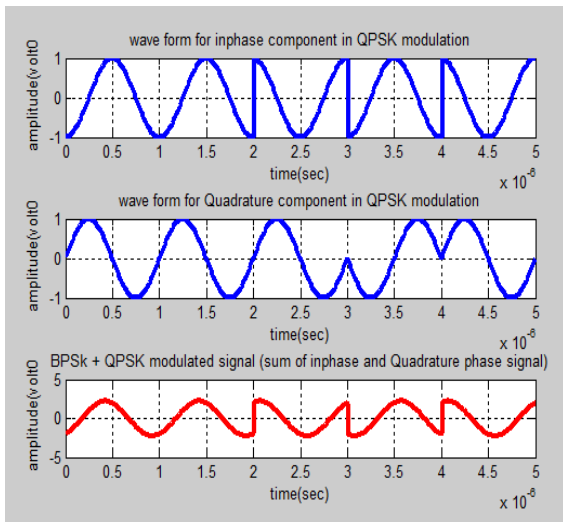 wave form for inphase component in QPSK modulation
1
0
-1
amplitude(v olt0
0 0.5 1 1.5 2 2.5 3 3.5 4 4.5 5
time(sec)
x 10^-6
wave form for Quadrature component in QPSK modulation
1
0
-1
amplitude(v olt0
0 0.5 1 1.5 2 2.5 3 3.5 4 4.5 5
time(sec)
x 10^-6
BPSk + QPSK modulated signal (sum of inphase and Quadrature phase signal)
5
0
-5
amplitude(v olt0
0 0.5 1 1.5 2 2.5 3 3.5 4 4.5 5
time(sec)
x 10^-6